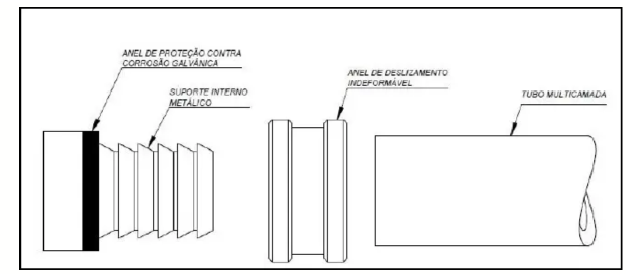 ANEL DE PROTEÇÃO CONTRA
CORROSÃO GALVÂNICA
SUPORTE INTERNO
METÁLICO
ANEL DE DESLIZAMENTO
INDEFORMÁVEL
TUBO MULTICAMADA